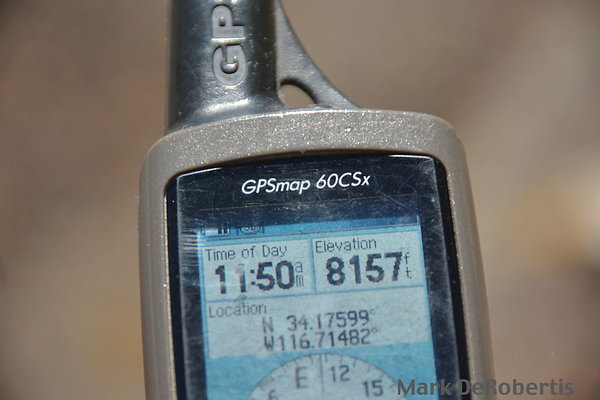 GPS
GPSmap 60CSx
Time of Day
11:50 am
Elevation
8157 ft
Location
N 34.17599°
W116.71482°
E 12
6 15
Mark DeRobertis